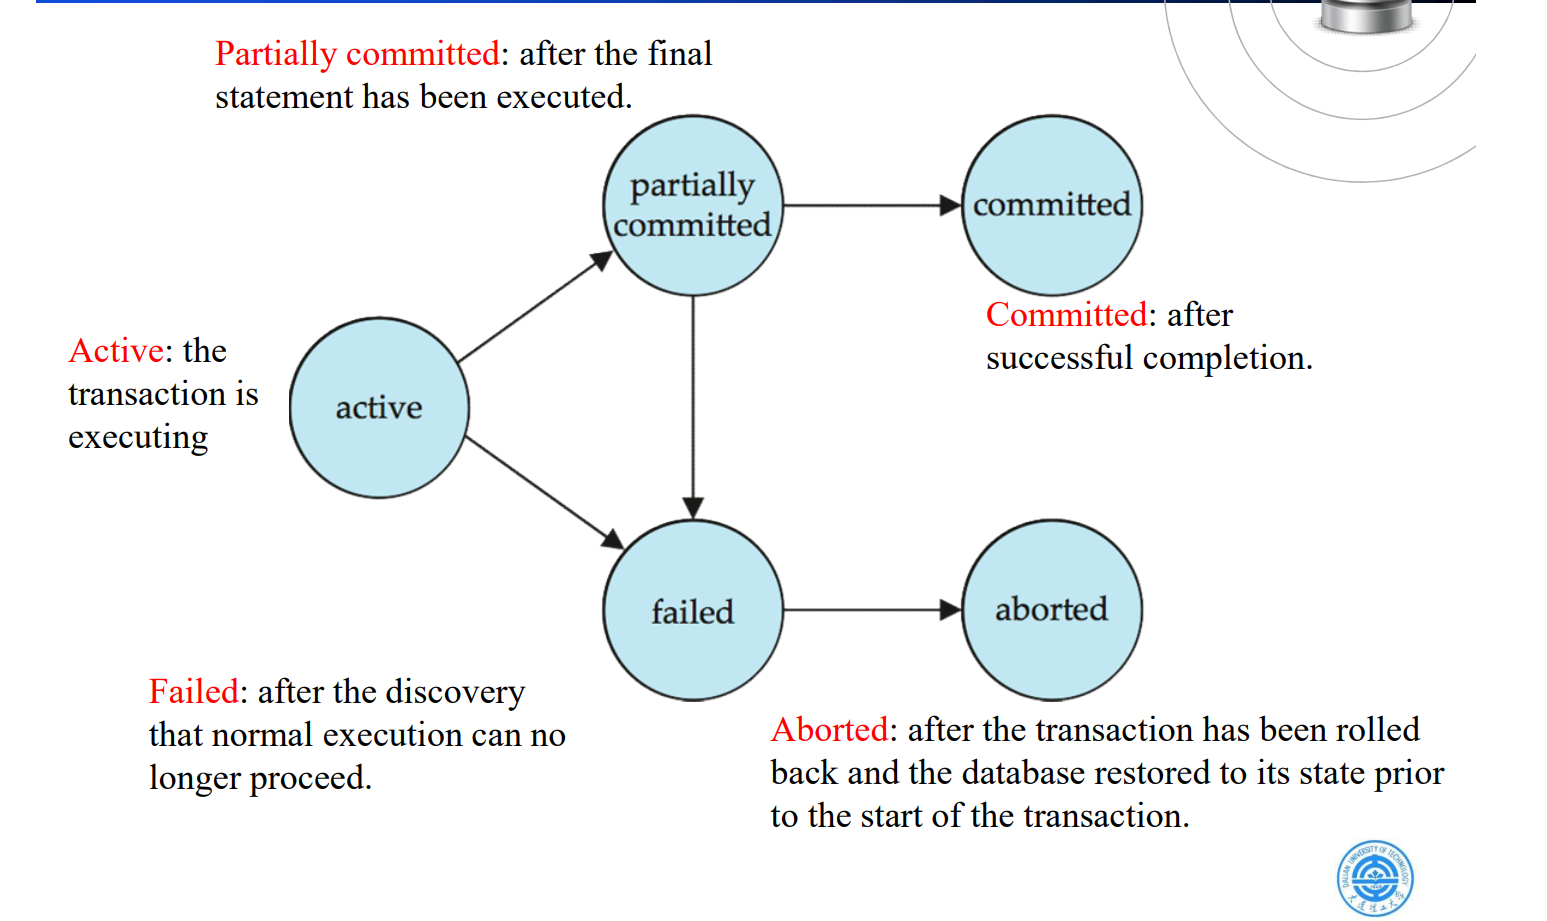 Partially committed: after the final
statement has been executed.
partially
committed
committed
Committed: after
successful completion.
Active: the
transaction is
executing
active
failed
aborted
Failed: after the discovery
that normal execution can no
longer proceed.
Aborted: after the transaction has been rolled
back and the database restored to its state prior
to the start of the transaction.
DALIAN UNIVERSITY OF TECHNOLOGY
大连理工大学